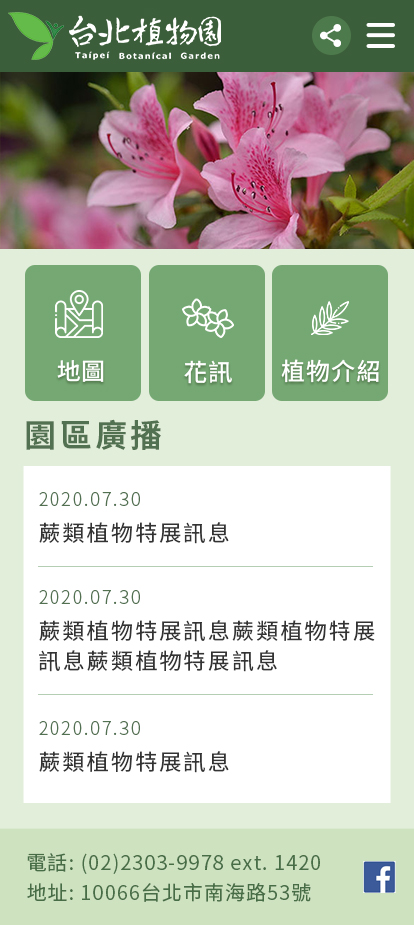 台北植物園
Taipei Botanical Garden
地圖
花訊
植物介紹
園區廣播
2020.07.30
蕨類植物特展訊息
2020.07.30
蕨類植物特展訊息蕨類植物特展
訊息蕨類植物特展訊息
2020.07.30
蕨類植物特展訊息
電話: (02)2303-9978 ext. 1420
地址: 10066台北市南海路53號